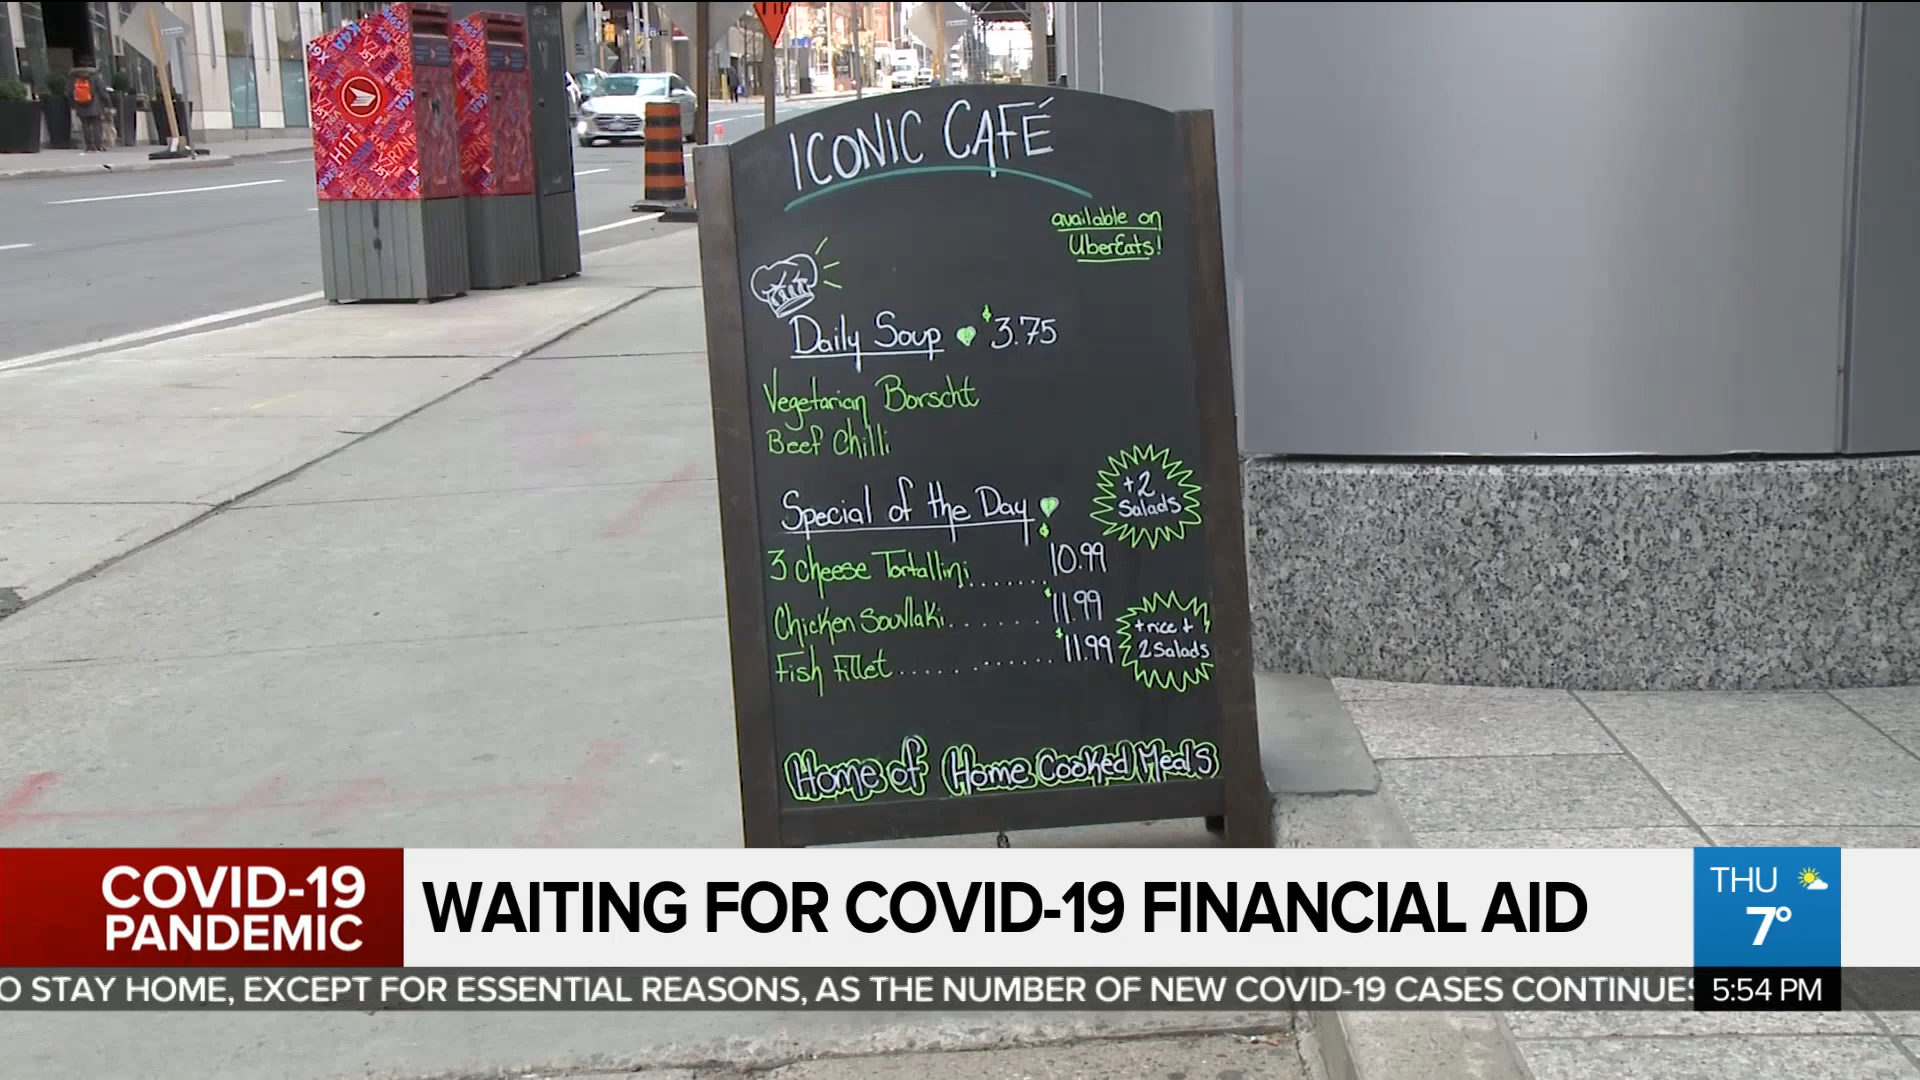 ICONIC CAFÉ
available on
UberEats!
Daily Soup $3.75
Vegetarian Borscht
Beef Chilli
Special of the Day
+2
Salads
3 Cheese Tortallini....... $10.99
Chicken Souvlaki....... $11.99
Fish Fillet........... $11.99
+rice +
2 Salads
Home of Home Cooked Meals
COVID-19
PANDEMIC
WAITING FOR COVID-19 FINANCIAL AID
THU
7°
O STAY HOME, EXCEPT FOR ESSENTIAL REASONS, AS THE NUMBER OF NEW COVID-19 CASES CONTINUES
5:54 PM